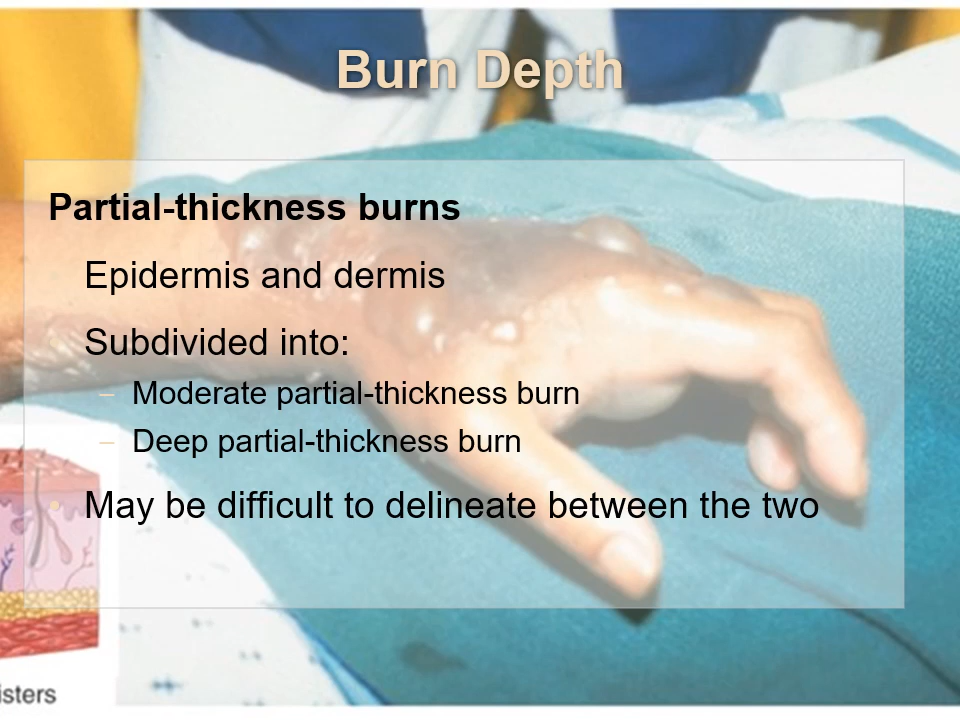 Burn Depth
Partial-thickness burns
Epidermis and dermis
Subdivided into:
– Moderate partial-thickness burn
– Deep partial-thickness burn
• May be difficult to delineate between the two
isters